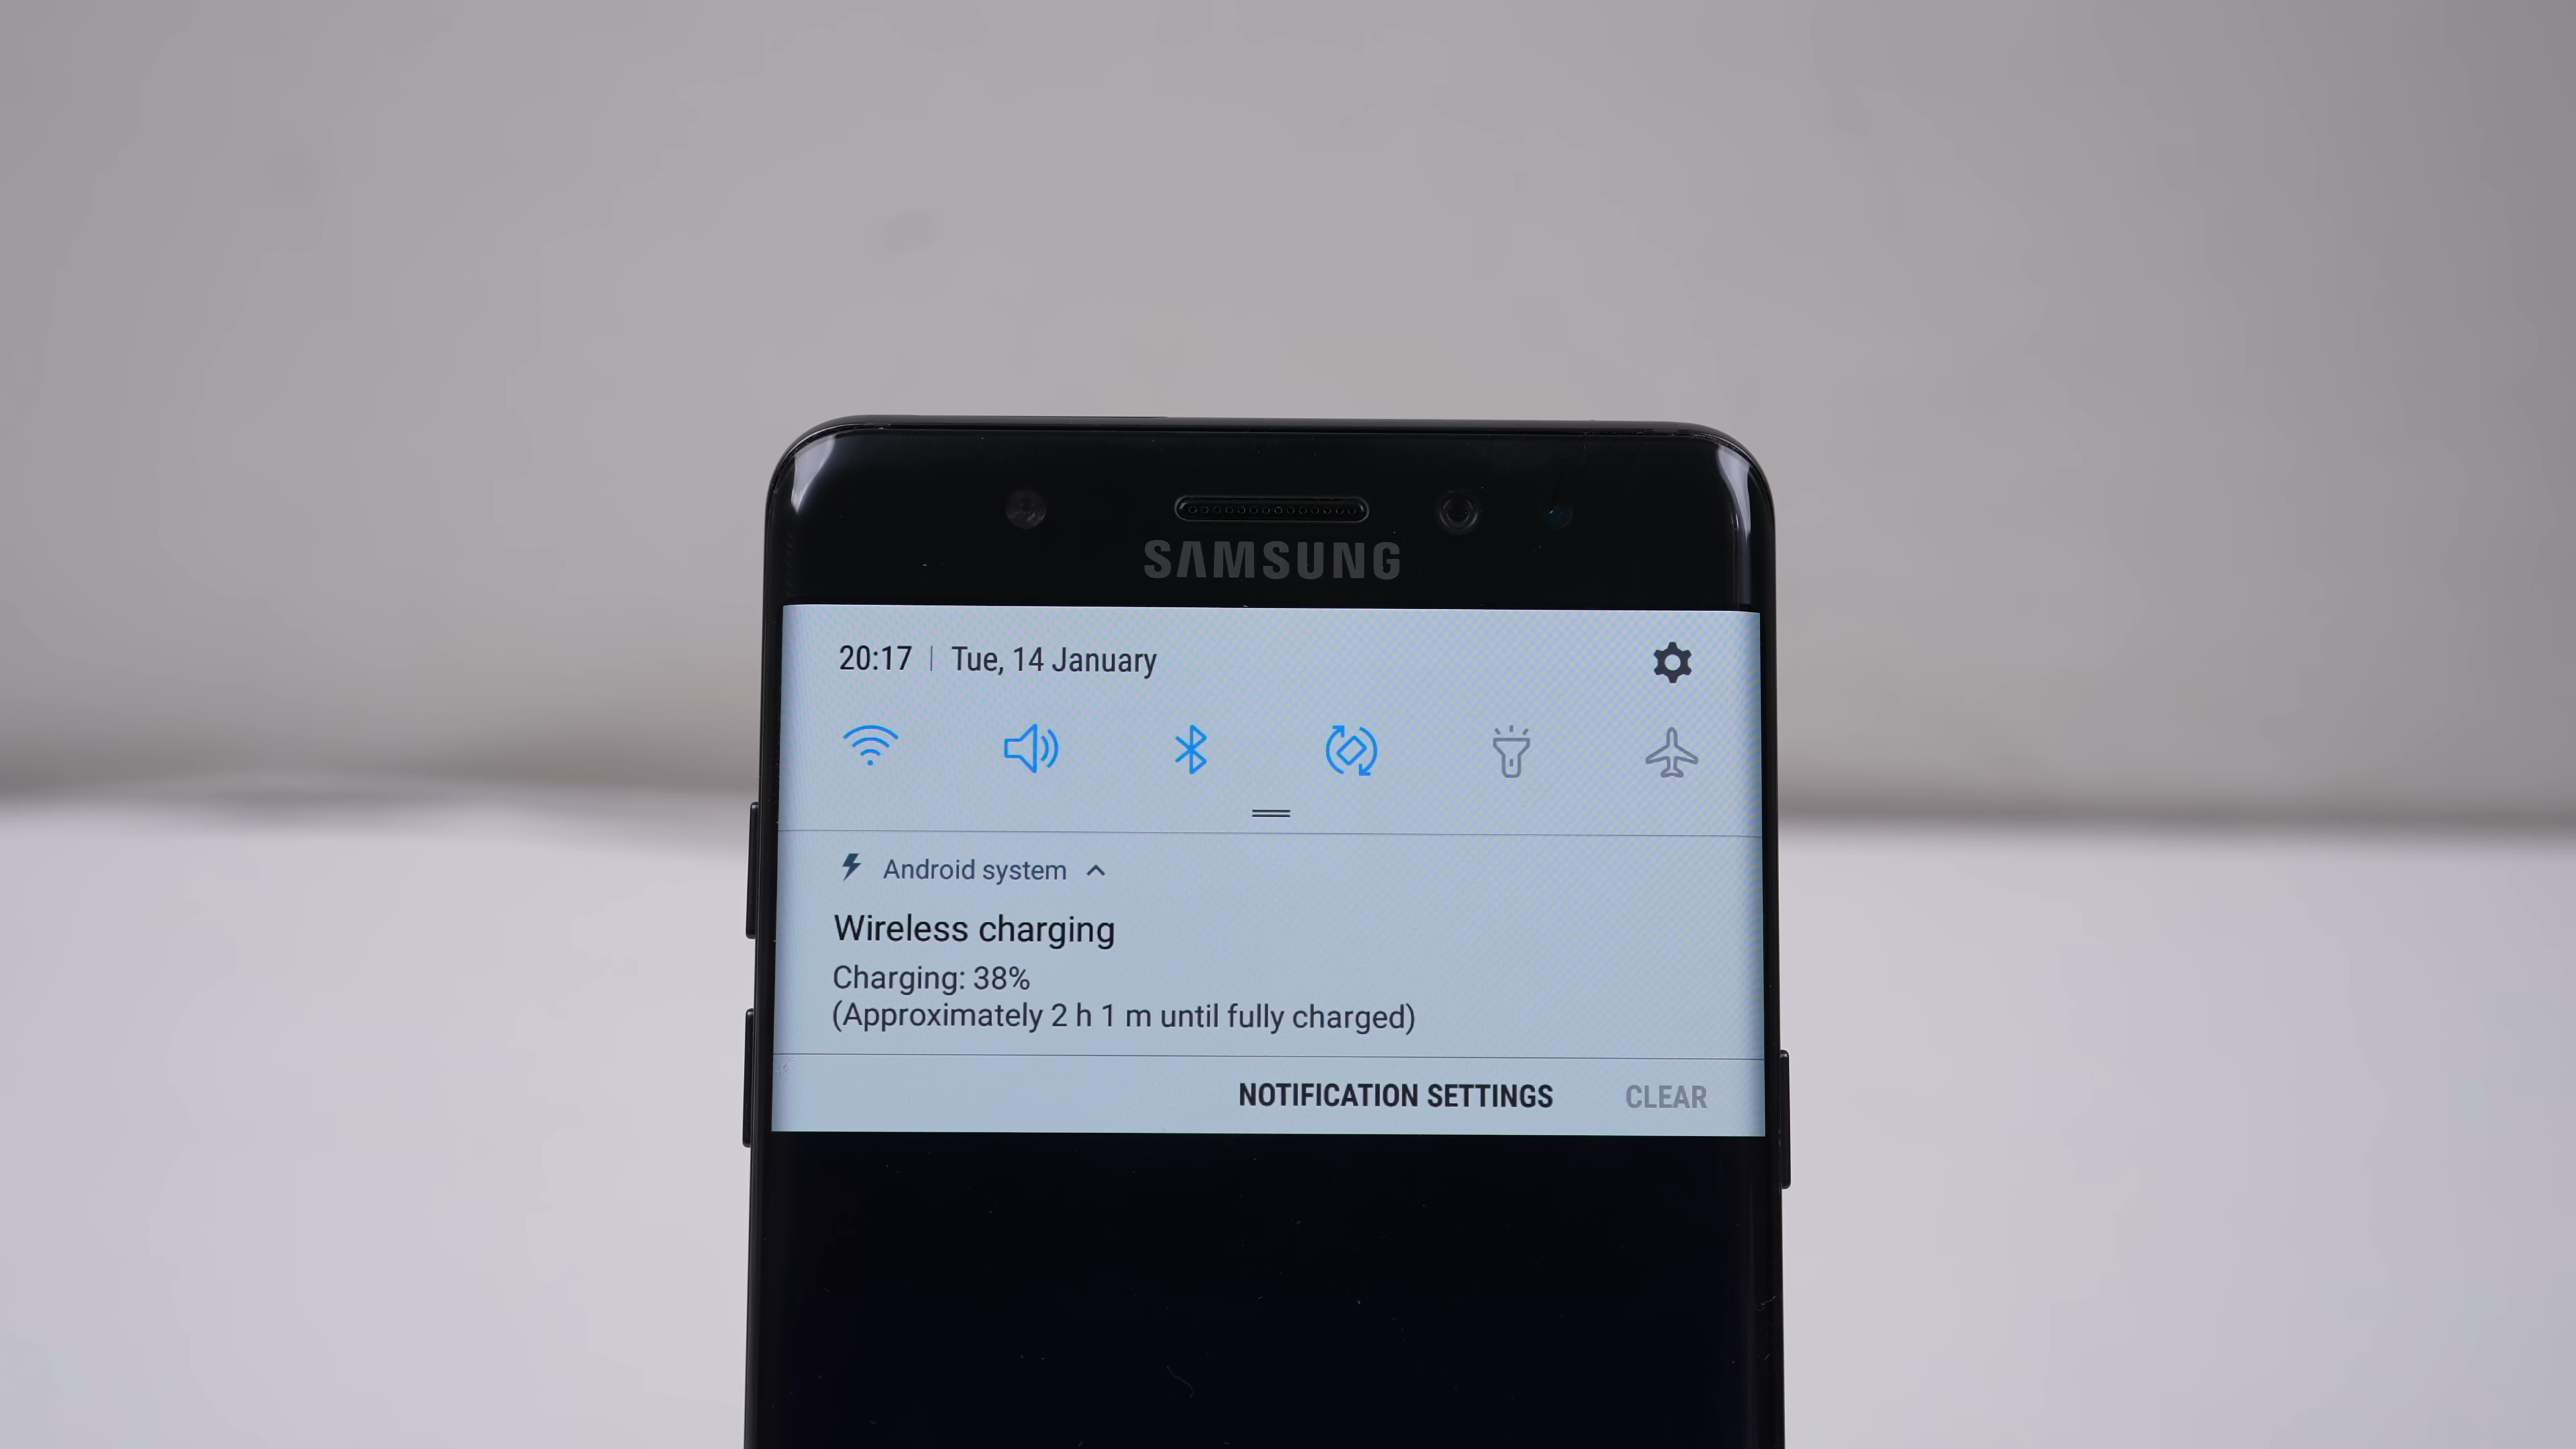 SAMSUNG
20:17 | Tue, 14 January
Android system
Wireless charging
Charging: 38%
(Approximately 2 h 1 m until fully charged)
NOTIFICATION SETTINGS CLEAR